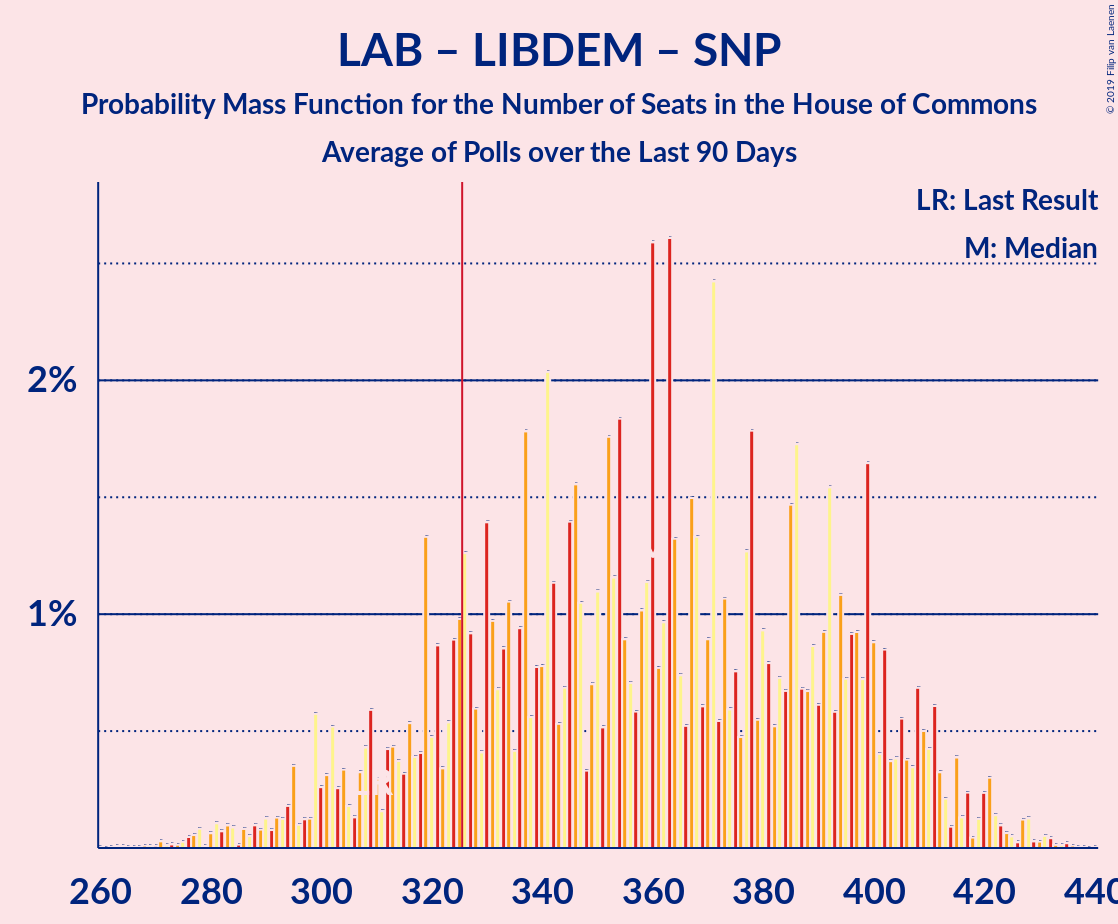 LAB – LIBDEM – SNP
Probability Mass Function for the Number of Seats in the House of Commons
Average of Polls over the Last 90 Days
© 2019 Filip van Laenen
LR: Last Result
M: Median
2%
1%
LR
260 280 300 320 340 360 380 400 420 440